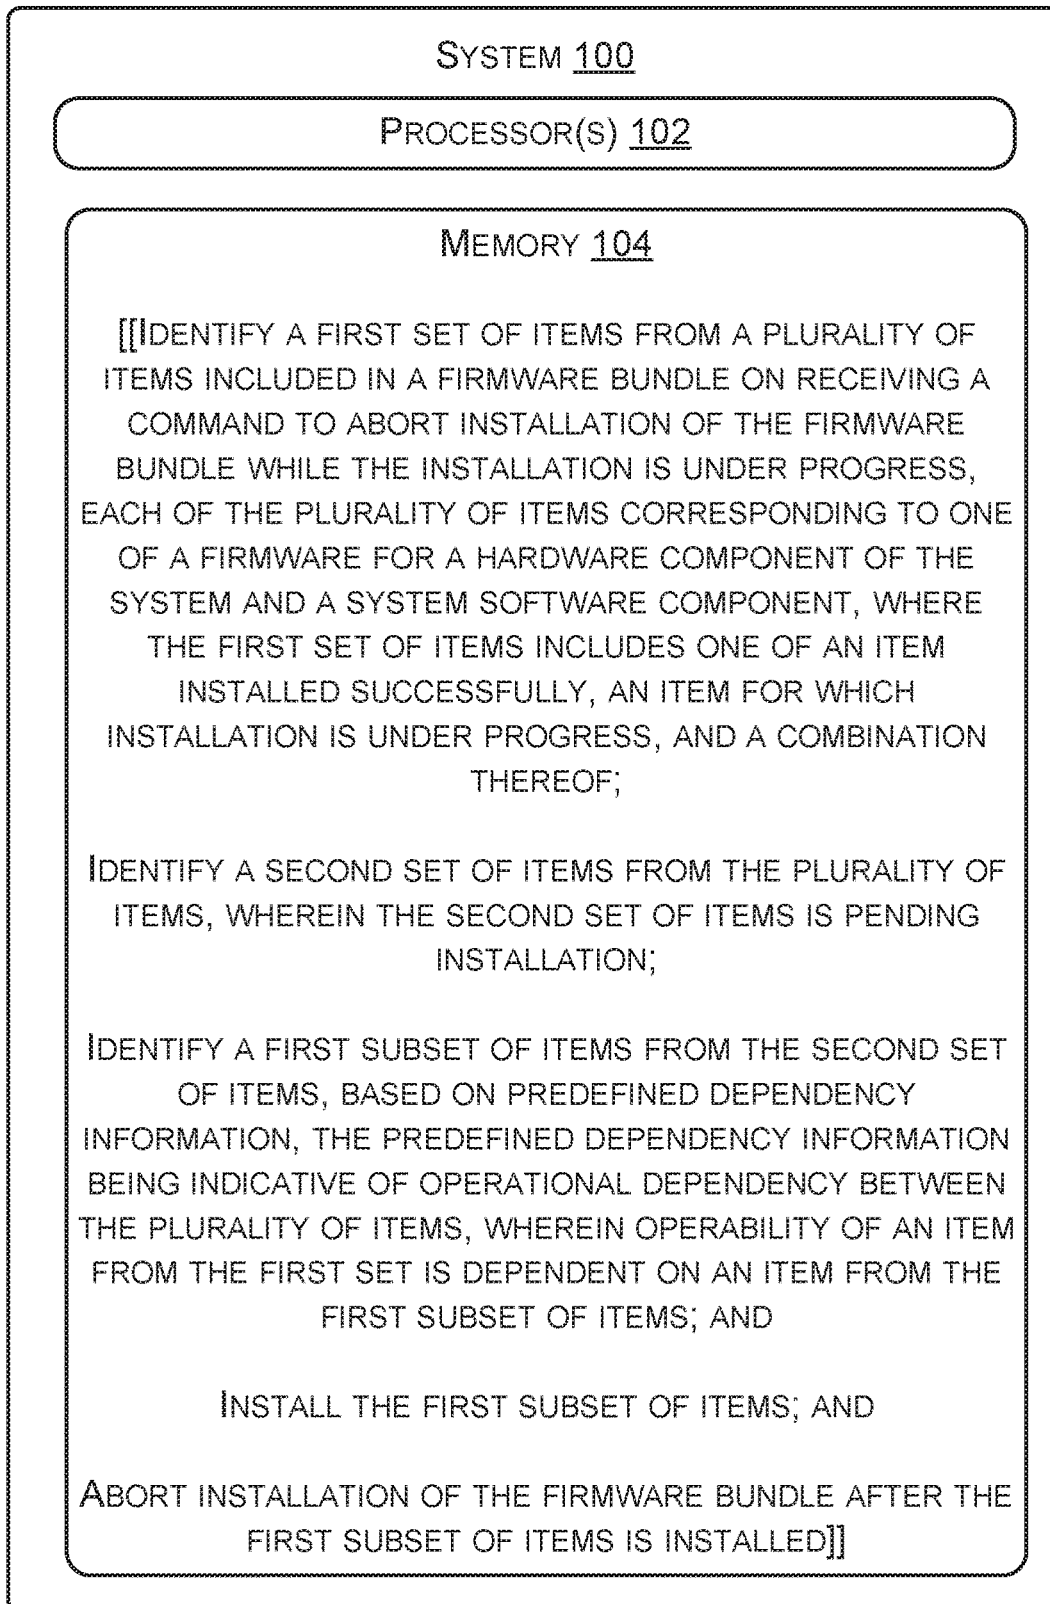 SYSTEM 100
PROCESSOR(S) 102
MEMORY 104
[[IDENTIFY A FIRST SET OF ITEMS FROM A PLURALITY OF
ITEMS INCLUDED IN A FIRMWARE BUNDLE ON RECEIVING A
COMMAND TO ABORT INSTALLATION OF THE FIRMWARE
BUNDLE WHILE THE INSTALLATION IS UNDER PROGRESS,
EACH OF THE PLURALITY OF ITEMS CORRESPONDING TO ONE
OF A FIRMWARE FOR A HARDWARE COMPONENT OF THE
SYSTEM AND A SYSTEM SOFTWARE COMPONENT, WHERE
THE FIRST SET OF ITEMS INCLUDES ONE OF AN ITEM
INSTALLED SUCCESSFULLY, AN ITEM FOR WHICH
INSTALLATION IS UNDER PROGRESS, AND A COMBINATION
THEREOF;
IDENTIFY A SECOND SET OF ITEMS FROM THE PLURALITY OF
ITEMS, WHEREIN THE SECOND SET OF ITEMS IS PENDING
INSTALLATION;
IDENTIFY A FIRST SUBSET OF ITEMS FROM THE SECOND SET
OF ITEMS, BASED ON PREDEFINED DEPENDENCY
INFORMATION, THE PREDEFINED DEPENDENCY INFORMATION
BEING INDICATIVE OF OPERATIONAL DEPENDENCY BETWEEN
THE PLURALITY OF ITEMS, WHEREIN OPERABILITY OF AN ITEM
FROM THE FIRST SET IS DEPENDENT ON AN ITEM FROM THE
FIRST SUBSET OF ITEMS; AND
INSTALL THE FIRST SUBSET OF ITEMS; AND
ABORT INSTALLATION OF THE FIRMWARE BUNDLE AFTER THE
FIRST SUBSET OF ITEMS IS INSTALLED]]